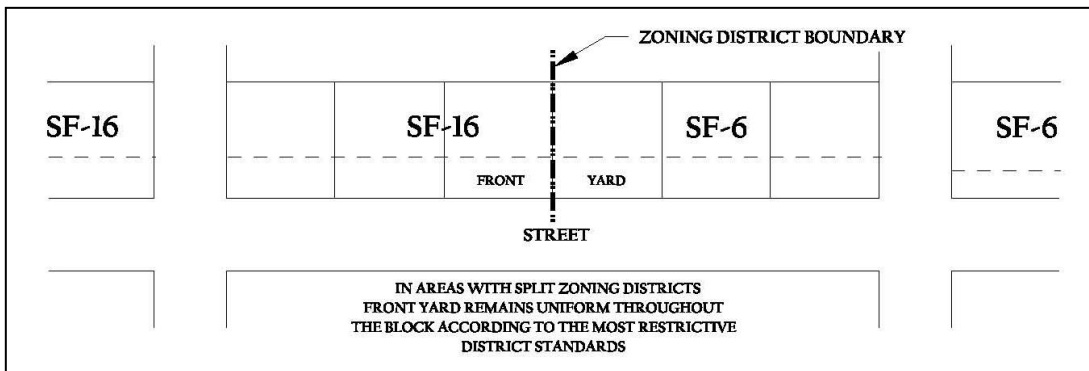 ZONING DISTRICT BOUNDARY
SF-16
SF-16
SF-6
SF-6
FRONT
YARD
STREET
IN AREAS WITH SPLIT ZONING DISTRICTS
FRONT YARD REMAINS UNIFORM THROUGHOUT
THE BLOCK ACCORDING TO THE MOST RESTRICTIVE
DISTRICT STANDARDS